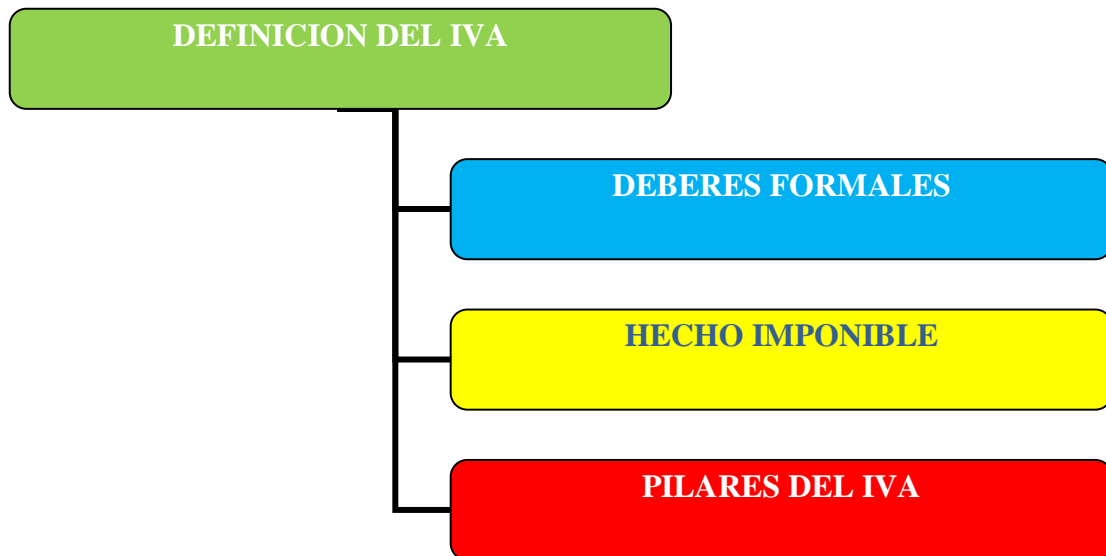 DEFINICION DEL IVA
DEBERES FORMALES
HECHO IMPONIBLE
PILARES DEL IVA